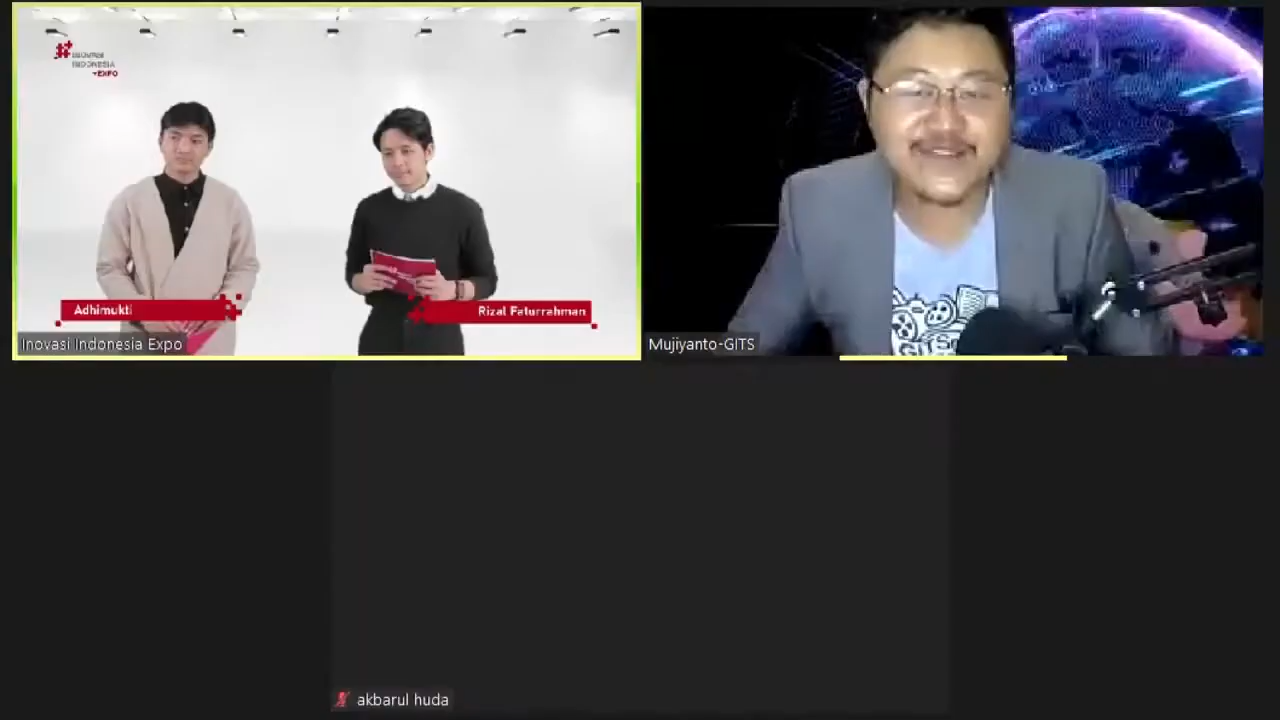 INOVASI
INDONESIA
EXPO
Adhimukti
Rizal Faturrahman
Inovasi Indonesia Expo
Mujiyanto-GITS
akbarul huda